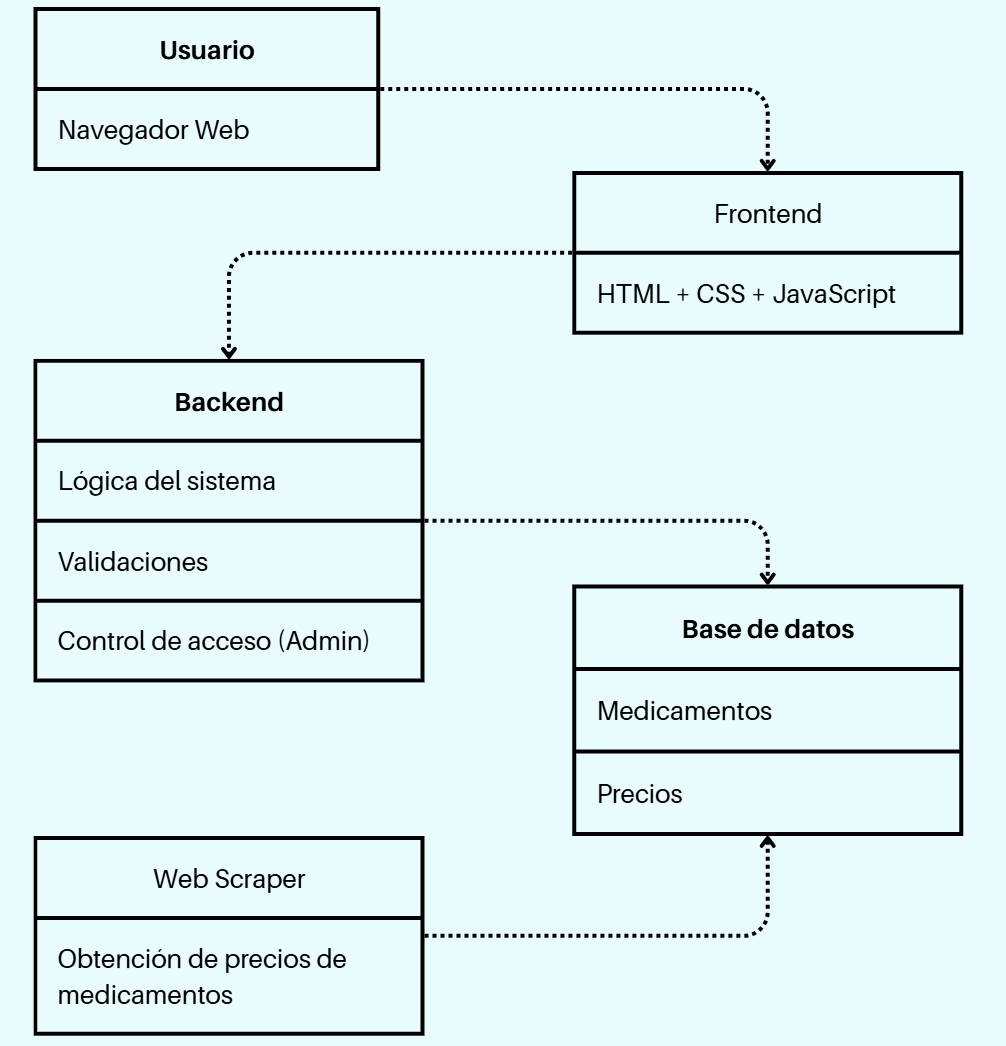 Usuario
Navegador Web
Frontend
HTML + CSS + JavaScript
Backend
Lógica del sistema
Validaciones
Control de acceso (Admin)
Base de datos
Medicamentos
Precios
Web Scraper
Obtención de precios de
medicamentos